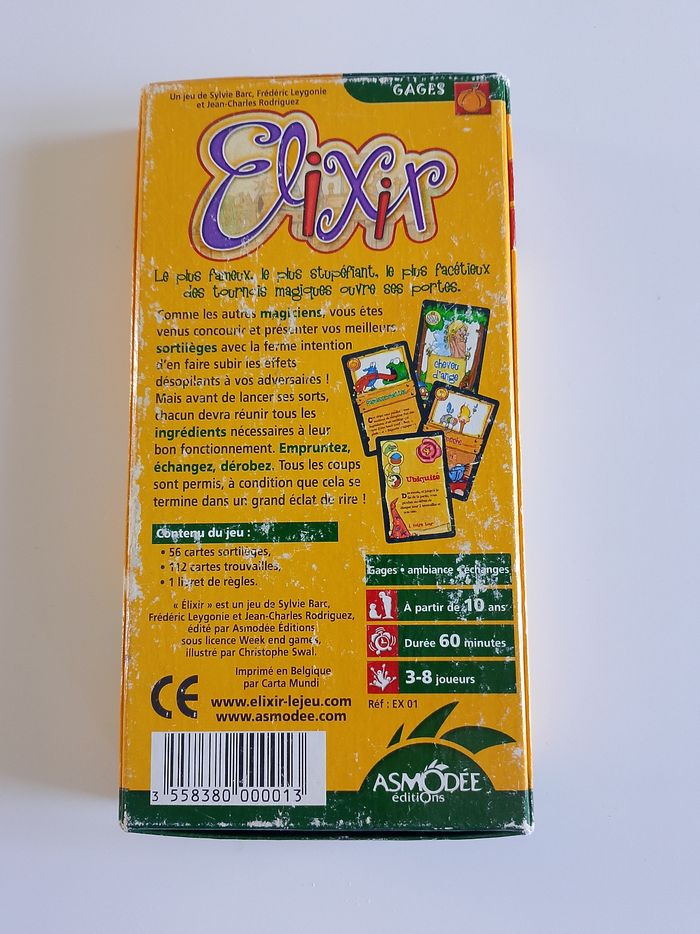 Un jeu de Sylvie Barc, Frédéric Leygonie
et Jean-Charles Rodriguez
GAGES
Elixir
Le plus fameux, le plus stupéfiant, le plus facétieux
des tournois magiques ouvre ses portes.
Comme les autres magiciens, vous êtes
venus concourir et présenter vos meilleurs
sortilèges avec la ferme intention
d'en faire subir les effets
désopilants à vos adversaires !
Mais avant de lancer ses sorts,
chacun devra réunir tous les
ingrédients nécessaires à leur
bon fonctionnement. Empruntez,
échangez, dérobez. Tous les coups
sont permis, à condition que cela se
termine dans un grand éclat de rire !
cheveu
d'ange
Ubiquité
Contenu du jeu :
• 56 cartes sortilèges,
• 112 cartes trouvailles,
• 1 livret de règles.
« Élixir » est un jeu de Sylvie Barc,
Frédéric Leygonie et Jean-Charles Rodriguez,
édité par Asmodée Éditions
sous licence Week end games,
illustré par Christophe Swal.
Imprimé en Belgique
par Carta Mundi
www.elixir-lejeu.com
www.asmodee.com
CE
Gages • ambiance • échanges
À partir de 10 ans
Durée 60 minutes
3-8 joueurs
Réf : EX 01
ASMODÉE
éditiOns
3 558380 000013